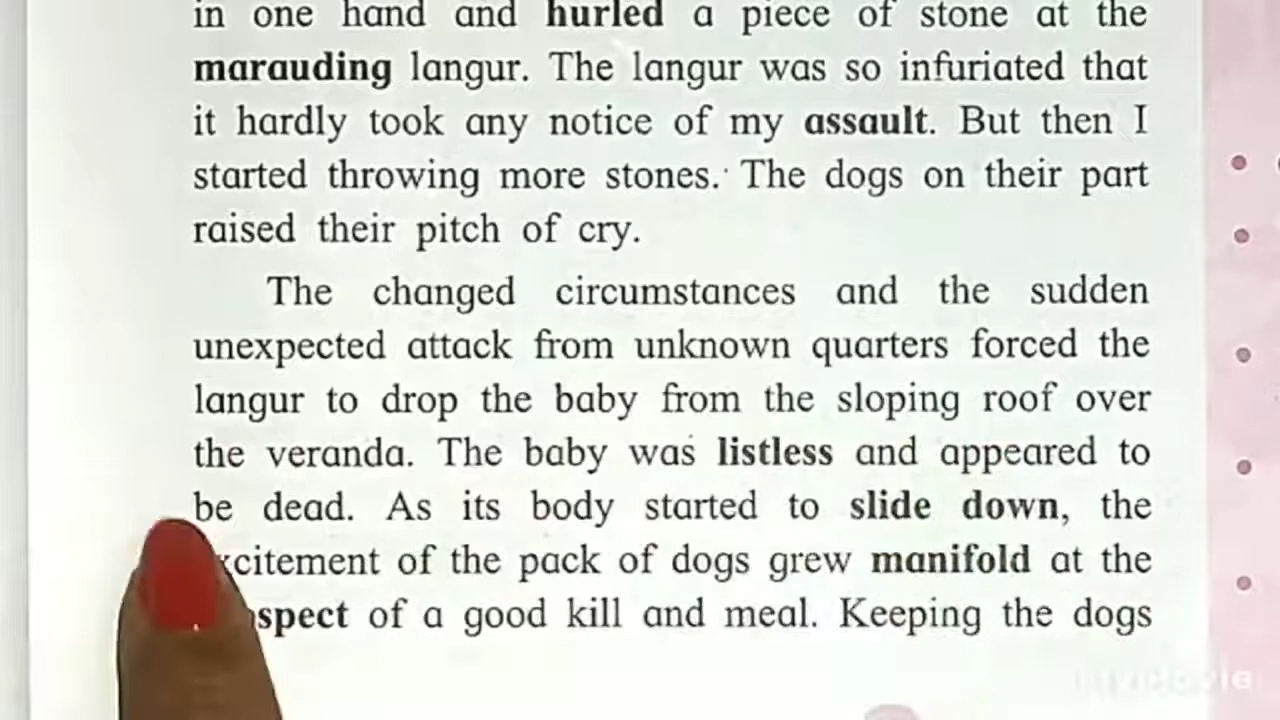 in one hand and hurled a piece of stone at the
marauding langur. The langur was so infuriated that
it hardly took any notice of my assault. But then I
started throwing more stones. The dogs on their part
raised their pitch of cry.
The changed circumstances and the sudden
unexpected attack from unknown quarters forced the
langur to drop the baby from the sloping roof over
the veranda. The baby was listless and appeared to
be dead. As its body started to slide down, the
xcitement of the pack of dogs grew manifold at the
spect of a good kill and meal. Keeping the dogs